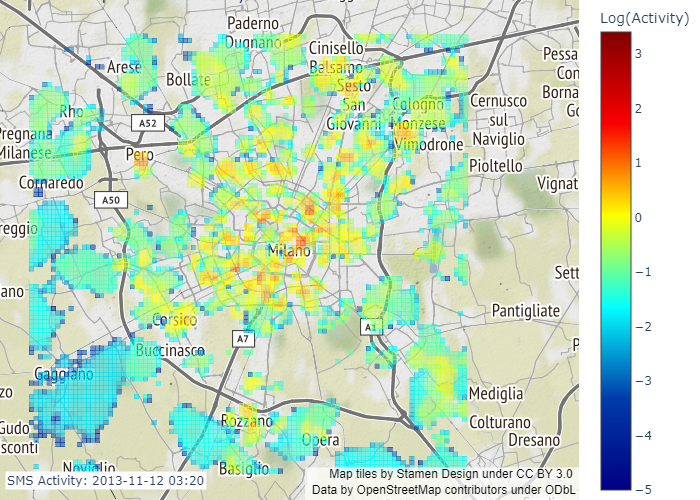 Log(Activity)
3
2
1
0
−1
−2
−3
−4
−5
Paderno
Dugnano
Cinisello
Balsamo
Sesto
San
Giovanni
Arese
Bollate
Cologno
Monzese
Vimodrone
Cernusco
sul
Naviglio
Pioltello
Pessa
Con
Borna
Go
Vignat
Rho
A52
Pregnana
Milanese
Pero
Cornaredo
A50
reggio
Milano
Sett
ano
Corsico
Pantigliate
A7
A1
Buccinasco
P
Gaggiano
zzo
Mediglia
Rozzano
Colturano
Gudo
sconti
Opera
Dresano
Noviglio
Basiglio
SMS Activity: 2013-11-12 03:20
Map tiles by Stamen Design under CC BY 3.0
Data by OpenStreetMap contributors under ODbL